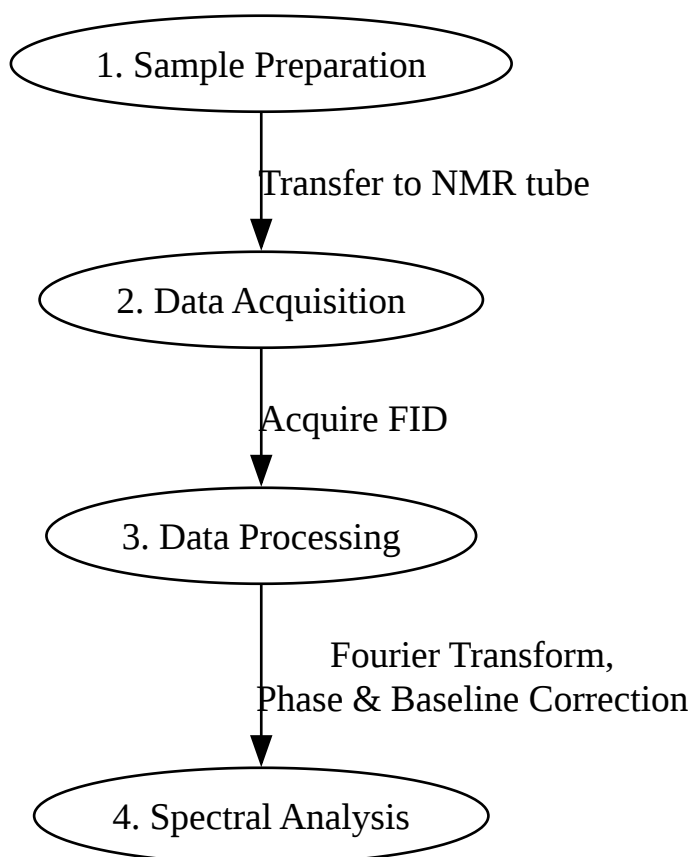 1. Sample Preparation
Transfer to NMR tube
2. Data Acquisition
Acquire FID
3. Data Processing
Fourier Transform,
Phase & Baseline Correction
4. Spectral Analysis